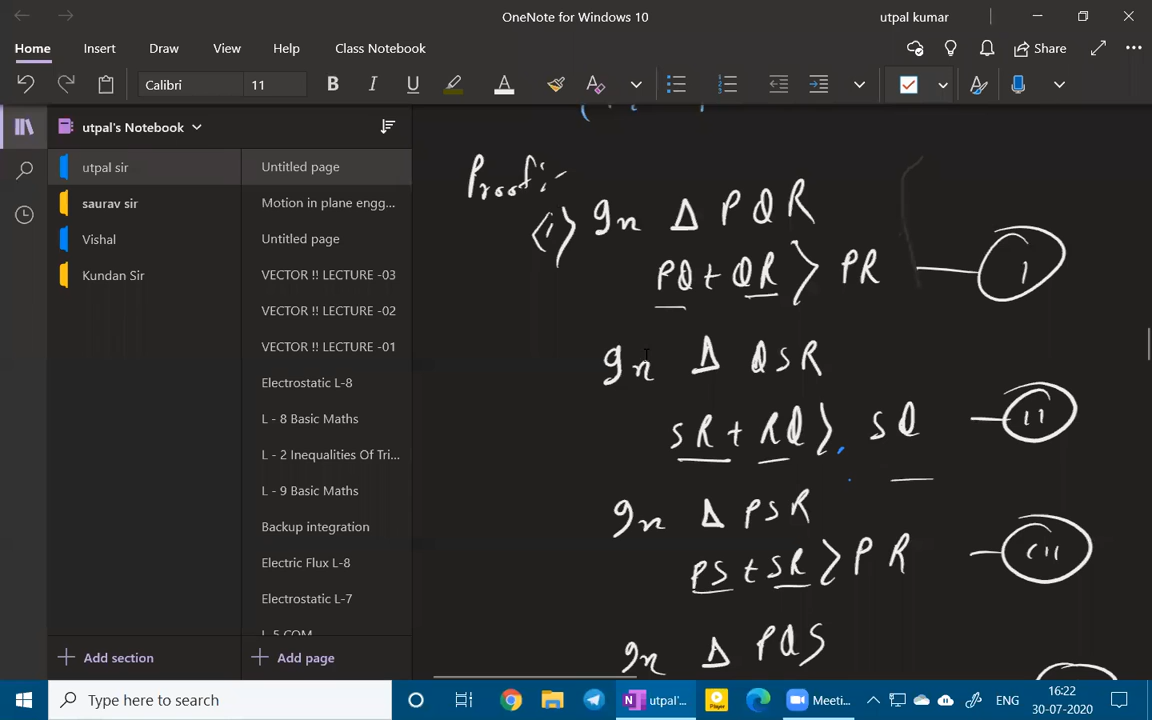 OneNote for Windows 10
utpal kumar
Home Insert Draw View Help Class Notebook
Share
Calibri 11 B I U A
utpal's Notebook
utpal sir
saurav sir
Vishal
Kundan Sir
Untitled page
Motion in plane engg...
Untitled page
VECTOR !! LECTURE -03
VECTOR !! LECTURE -02
VECTOR !! LECTURE -01
Electrostatic L-8
L - 8 Basic Maths
L - 2 Inequalities Of Tri...
L - 9 Basic Maths
Backup integration
Electric Flux L-8
Electrostatic L-7
L-5 COM
Add section
Add page
Proof:-
(i) In Δ PQR
PQ + QR > PR — I
In Δ QSR
SR + RQ > SQ — II
In Δ PSR
PS + SR > PR — III
In Δ PQS
Type here to search
utpal'...
Player
Meeti...
ENG
16:22
30-07-2020